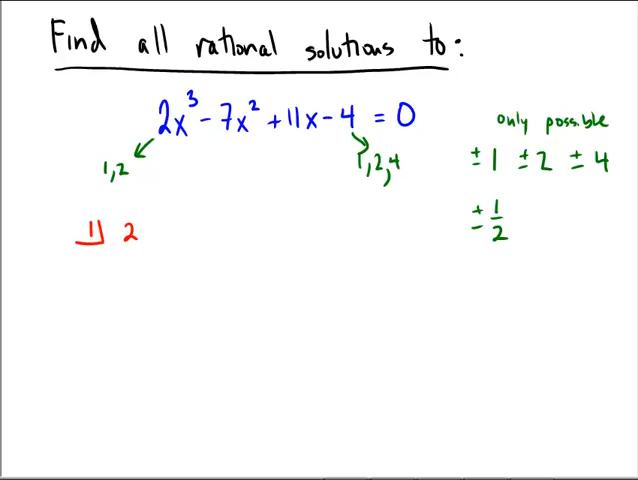 Find all rational solutions to:
2x³ - 7x² + 11x - 4 = 0
only possible
1,2
1,2,4
± 1 ± 2 ± 4
± 1/2
1 2